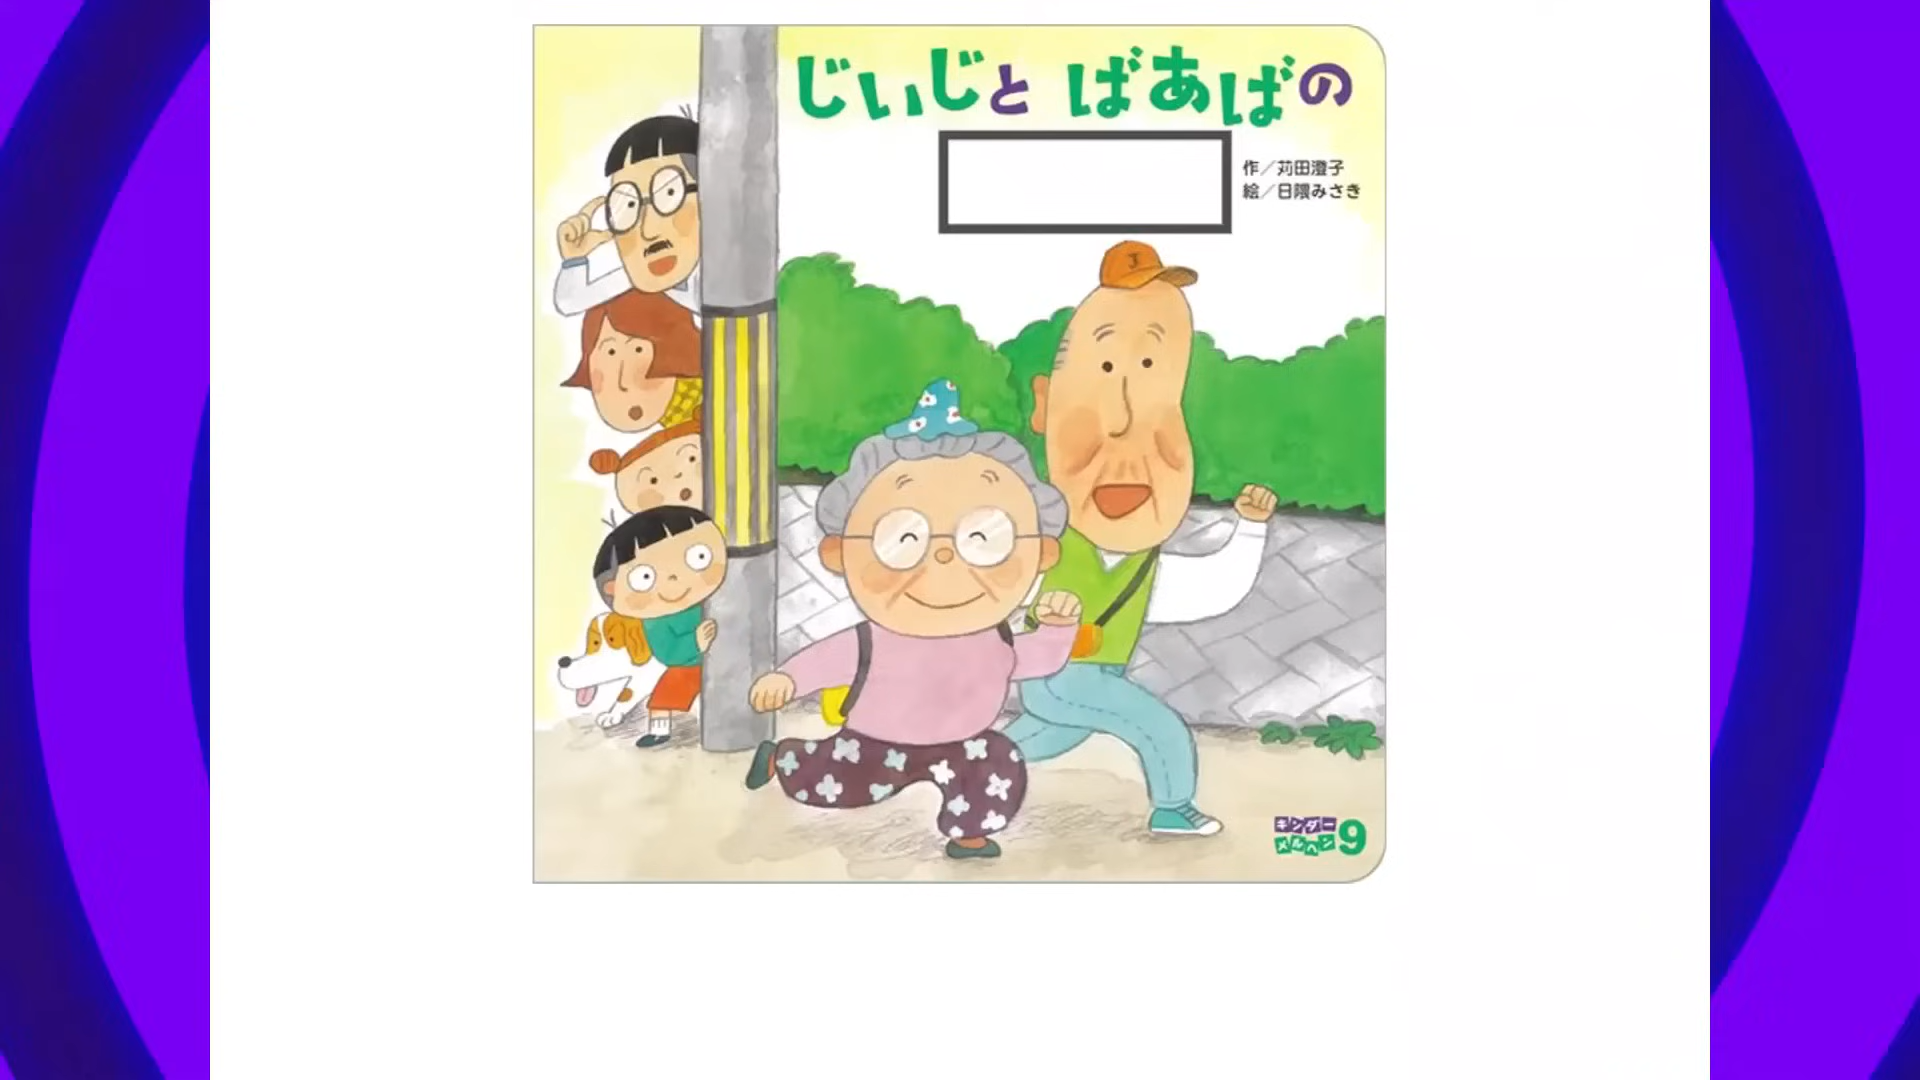 じいじと ばあばの
作／苅田澄子
絵／日隈みさき
J
キンダー
メルヘン9